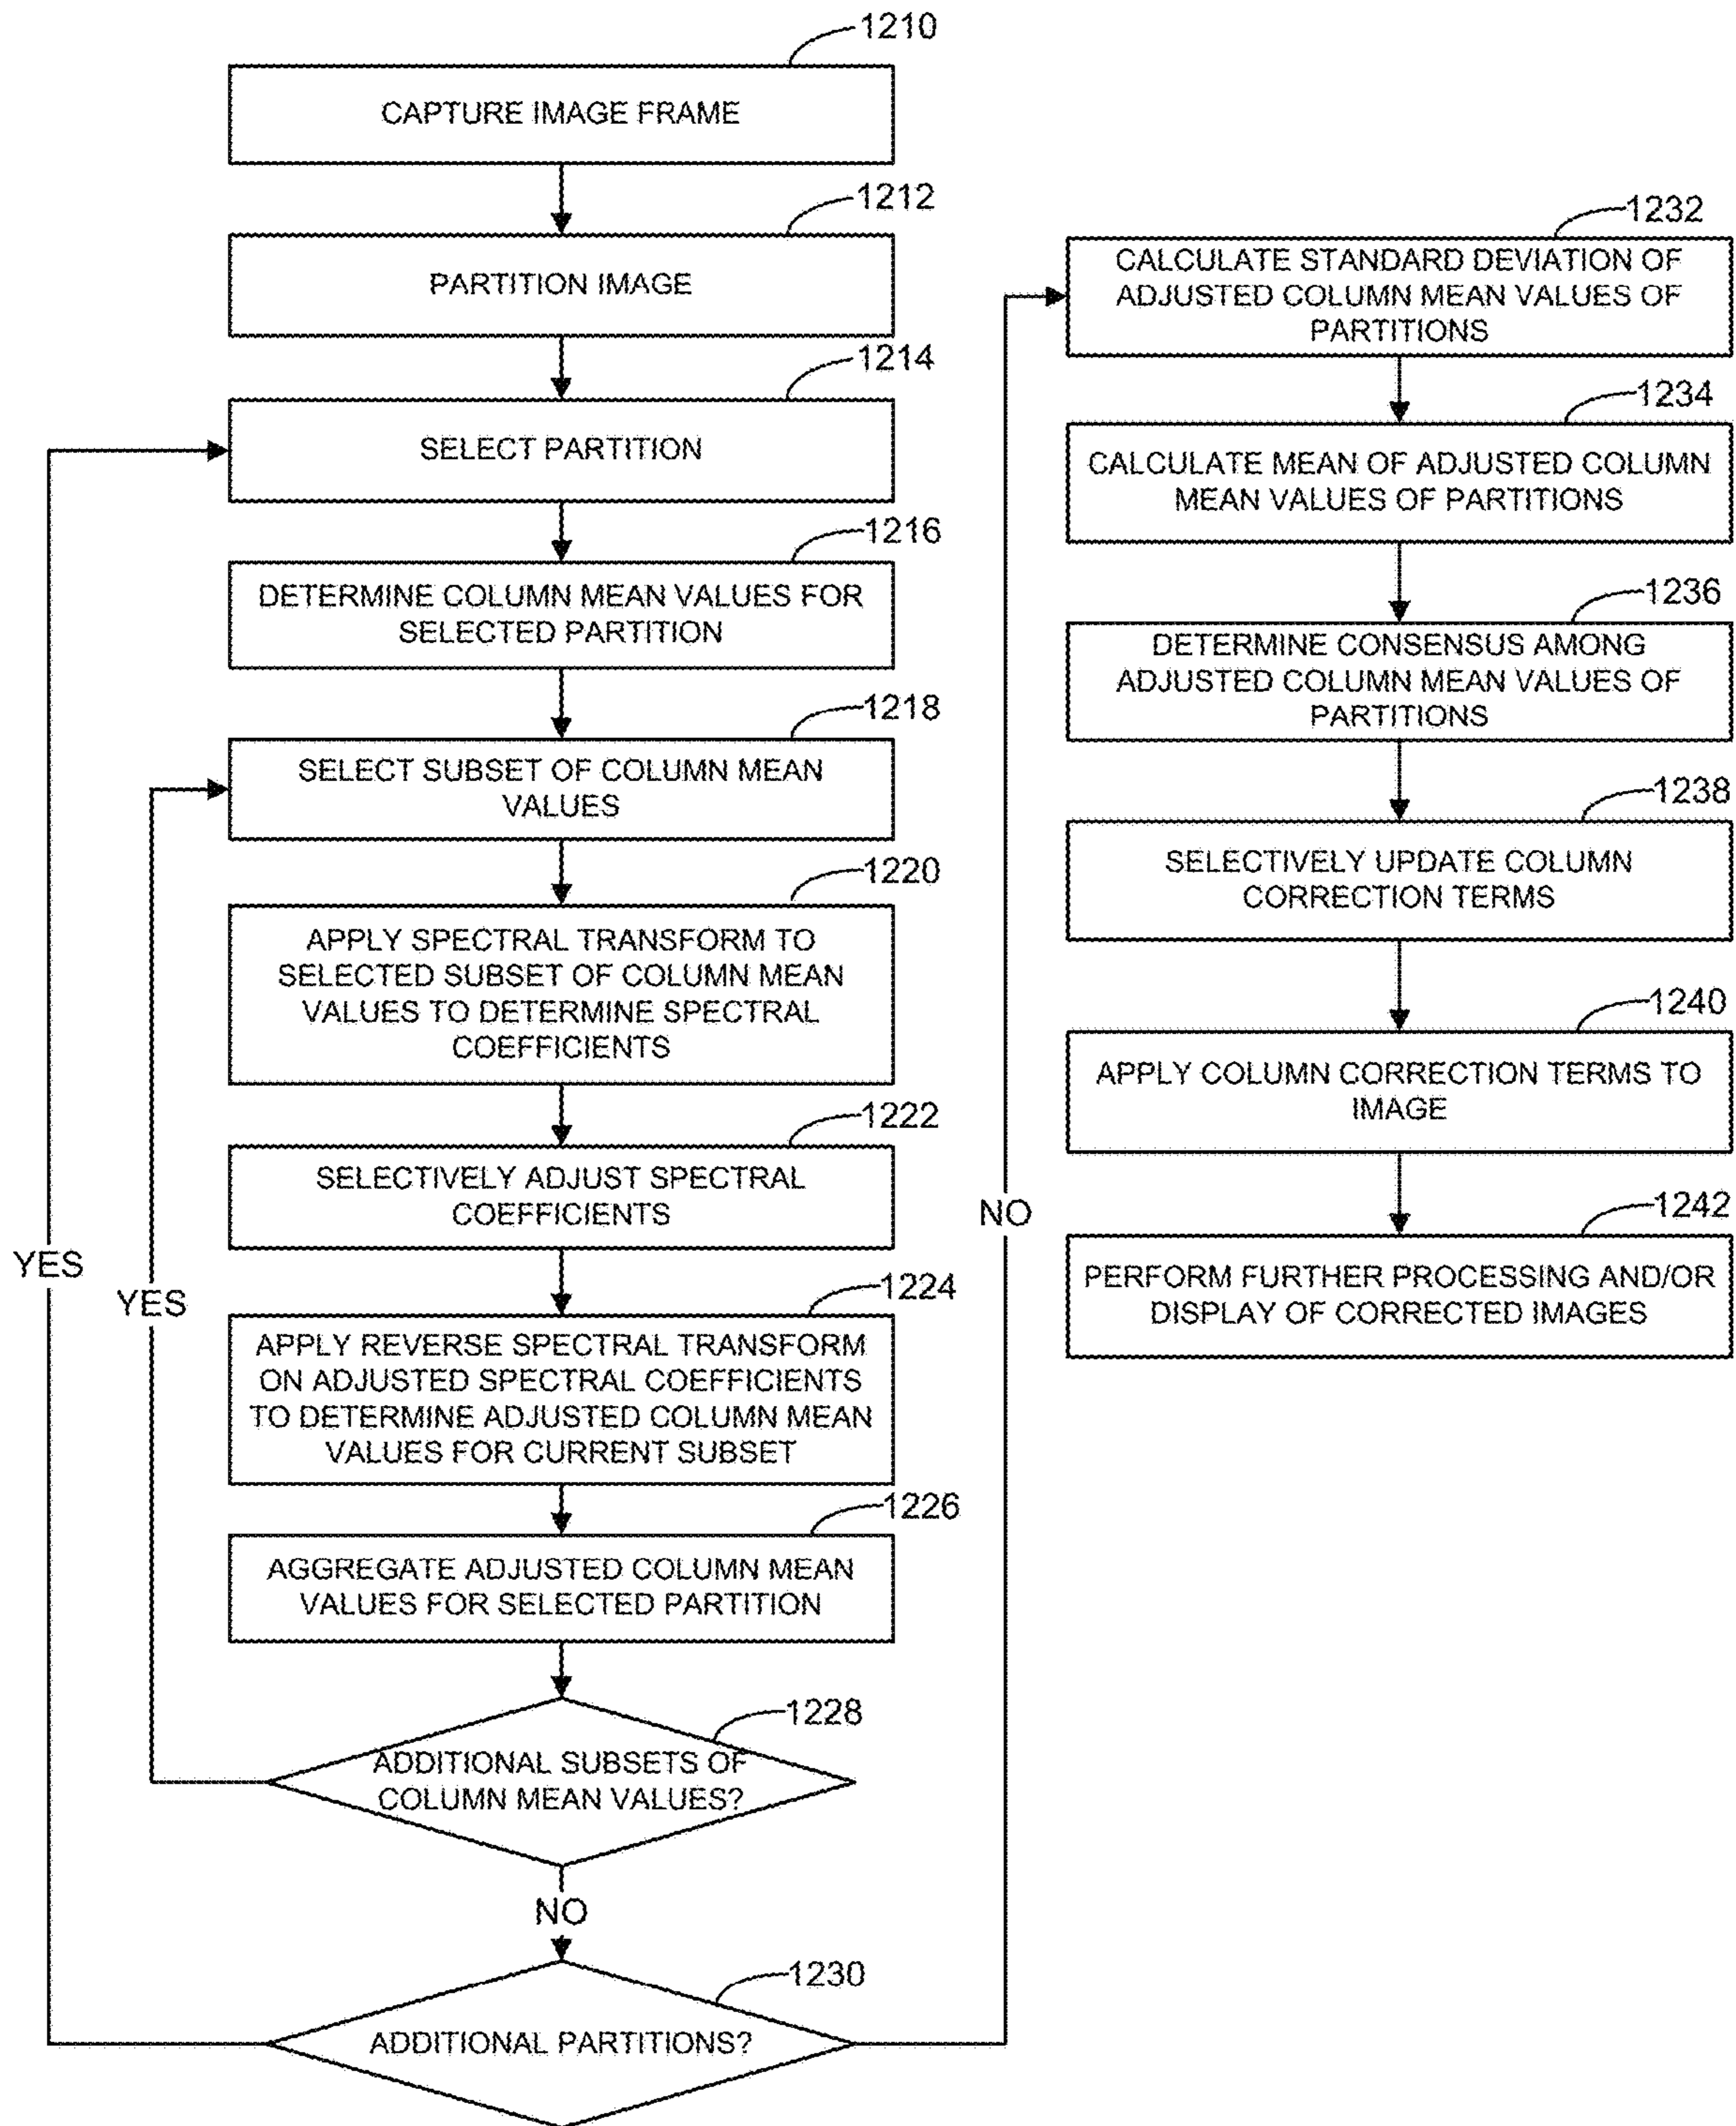 1210
CAPTURE IMAGE FRAME
1212
PARTITION IMAGE
1214
SELECT PARTITION
1216
DETERMINE COLUMN MEAN VALUES FOR
SELECTED PARTITION
1218
SELECT SUBSET OF COLUMN MEAN
VALUES
1220
APPLY SPECTRAL TRANSFORM TO
SELECTED SUBSET OF COLUMN MEAN
VALUES TO DETERMINE SPECTRAL
COEFFICIENTS
1222
SELECTIVELY ADJUST SPECTRAL
COEFFICIENTS
YES
YES
1224
APPLY REVERSE SPECTRAL TRANSFORM
ON ADJUSTED SPECTRAL COEFFICIENTS
TO DETERMINE ADJUSTED COLUMN MEAN
VALUES FOR CURRENT SUBSET
1226
AGGREGATE ADJUSTED COLUMN MEAN
VALUES FOR SELECTED PARTITION
1228
ADDITIONAL SUBSETS OF
COLUMN MEAN VALUES?
NO
1230
ADDITIONAL PARTITIONS?
NO
1232
CALCULATE STANDARD DEVIATION OF
ADJUSTED COLUMN MEAN VALUES OF
PARTITIONS
1234
CALCULATE MEAN OF ADJUSTED COLUMN
MEAN VALUES OF PARTITIONS
1236
DETERMINE CONSENSUS AMONG
ADJUSTED COLUMN MEAN VALUES OF
PARTITIONS
1238
SELECTIVELY UPDATE COLUMN
CORRECTION TERMS
1240
APPLY COLUMN CORRECTION TERMS TO
IMAGE
1242
PERFORM FURTHER PROCESSING AND/OR
DISPLAY OF CORRECTED IMAGES